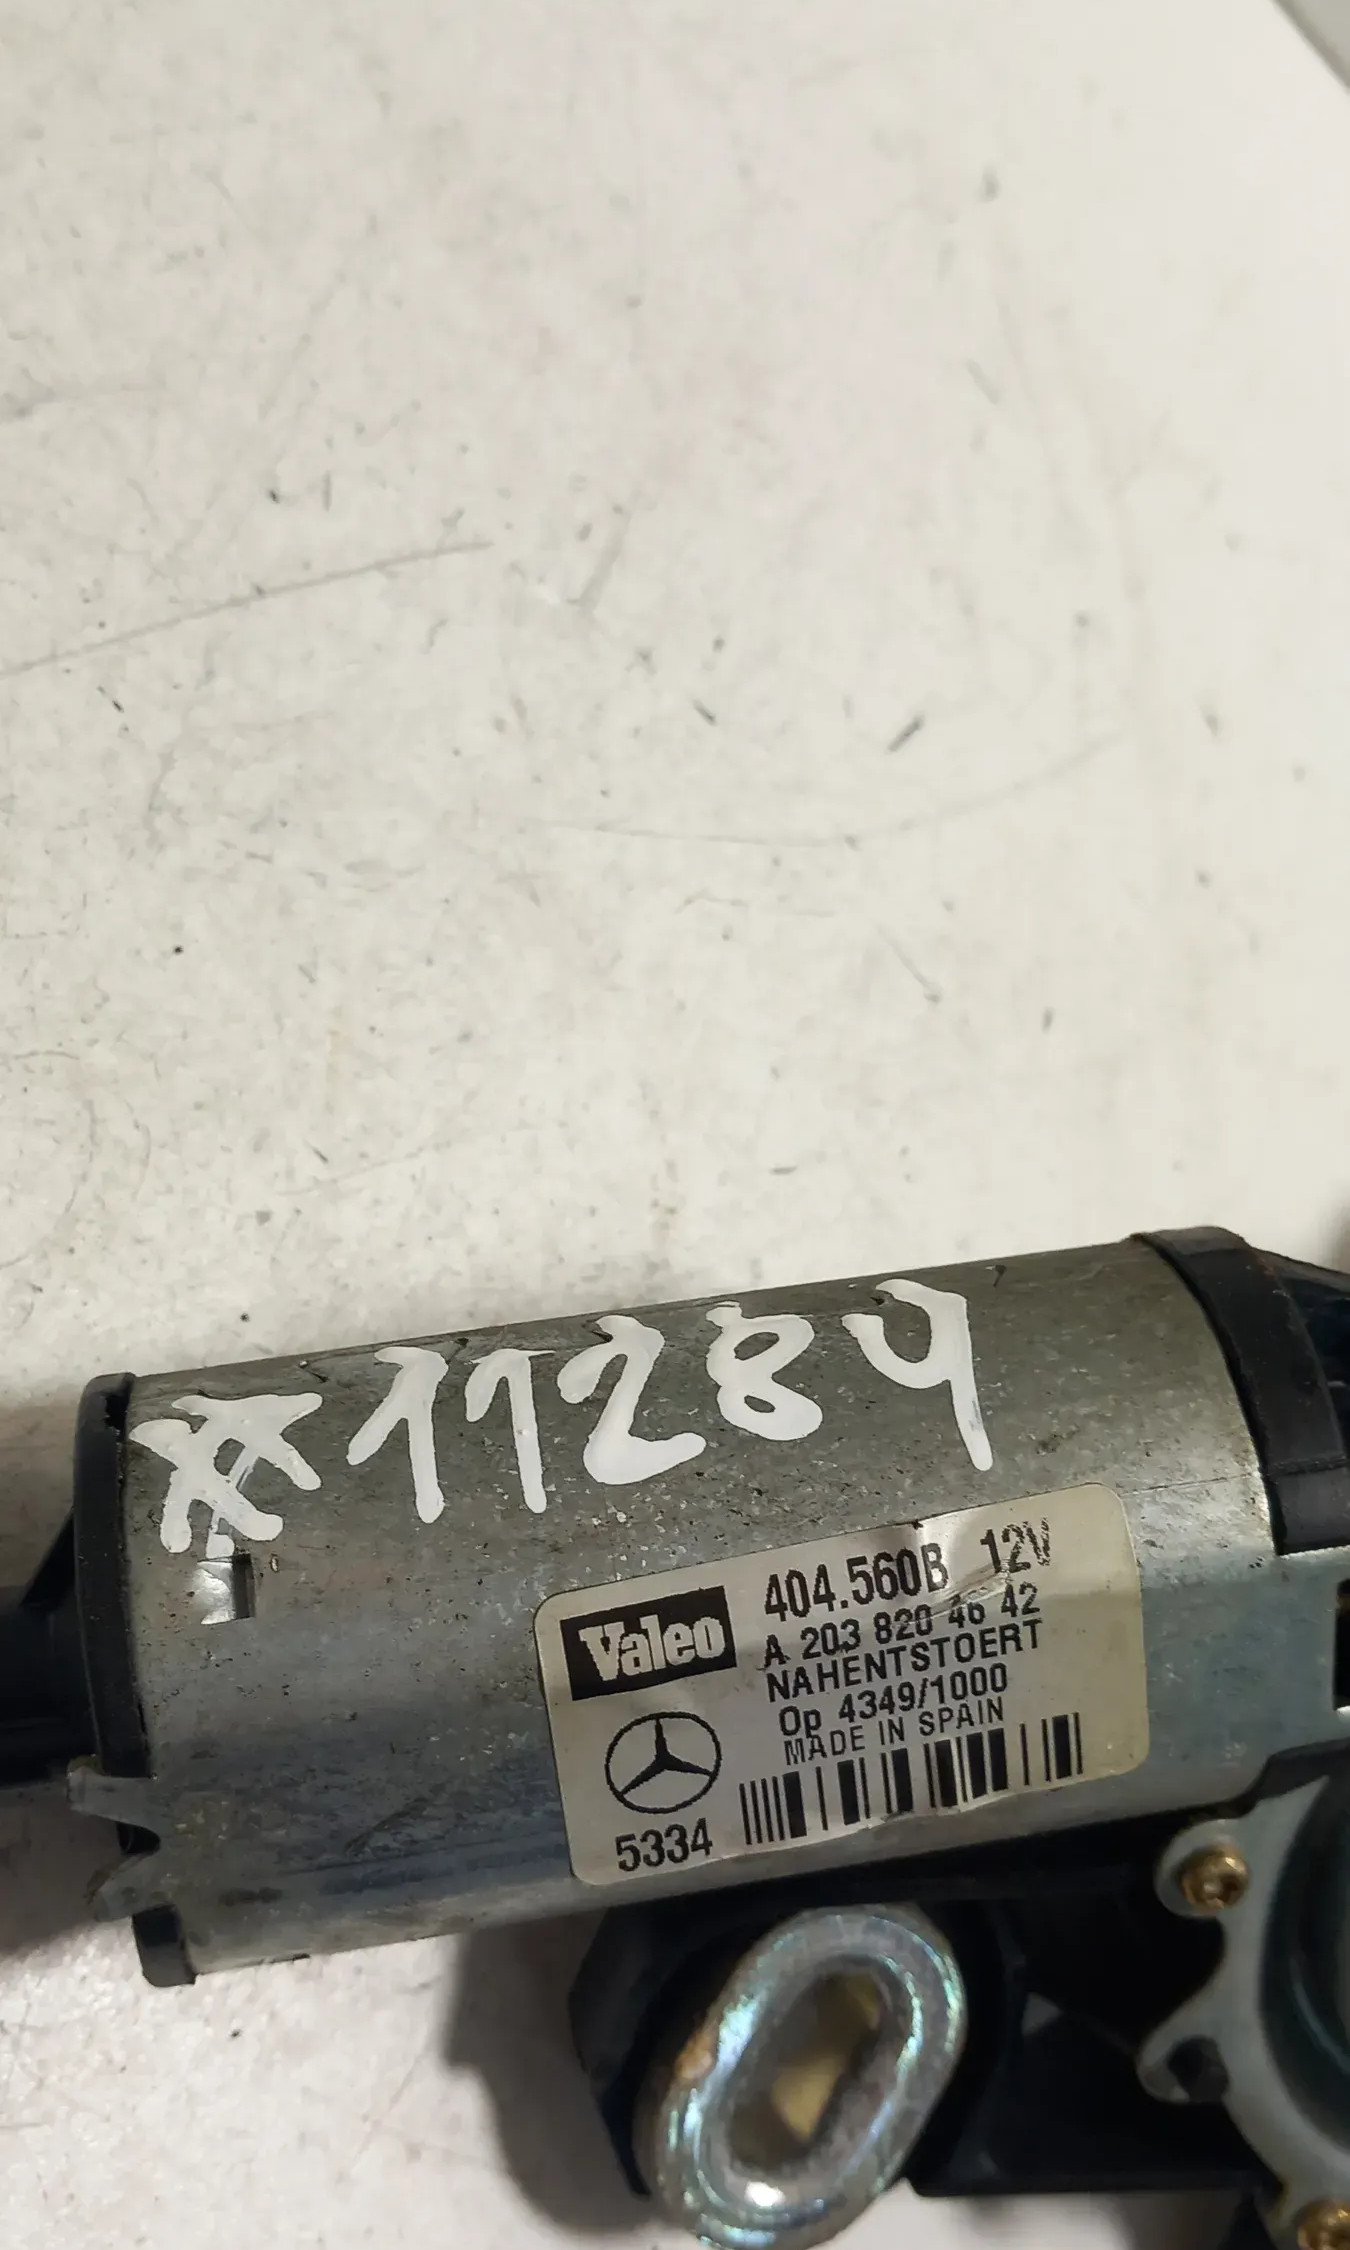 **11284
Valeo
404.560B 12V
A 203 820 46 42
NAHENTSTOERT
Op 4349/1000
MADE IN SPAIN
5334